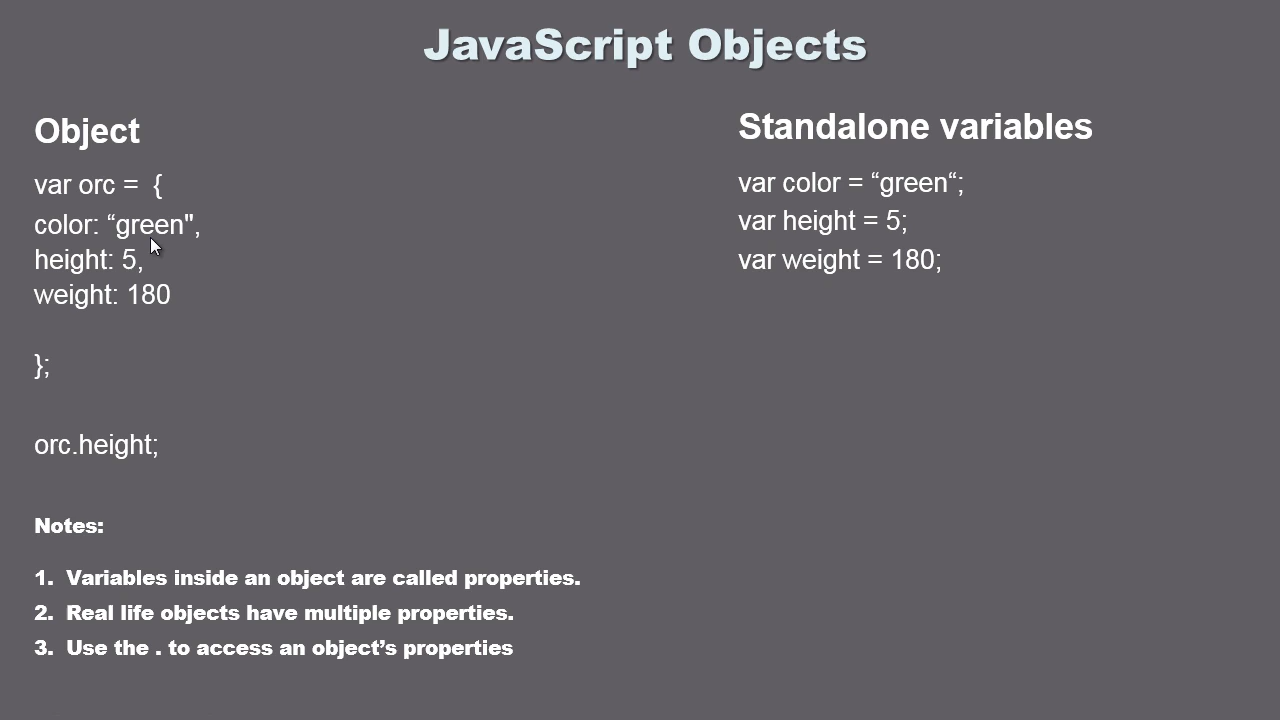 JavaScript Objects
Object
var orc = {
color: “green",
height: 5,
weight: 180
};
orc.height;
Standalone variables
var color = “green“;
var height = 5;
var weight = 180;
Notes:
1. Variables inside an object are called properties.
2. Real life objects have multiple properties.
3. Use the . to access an object’s properties